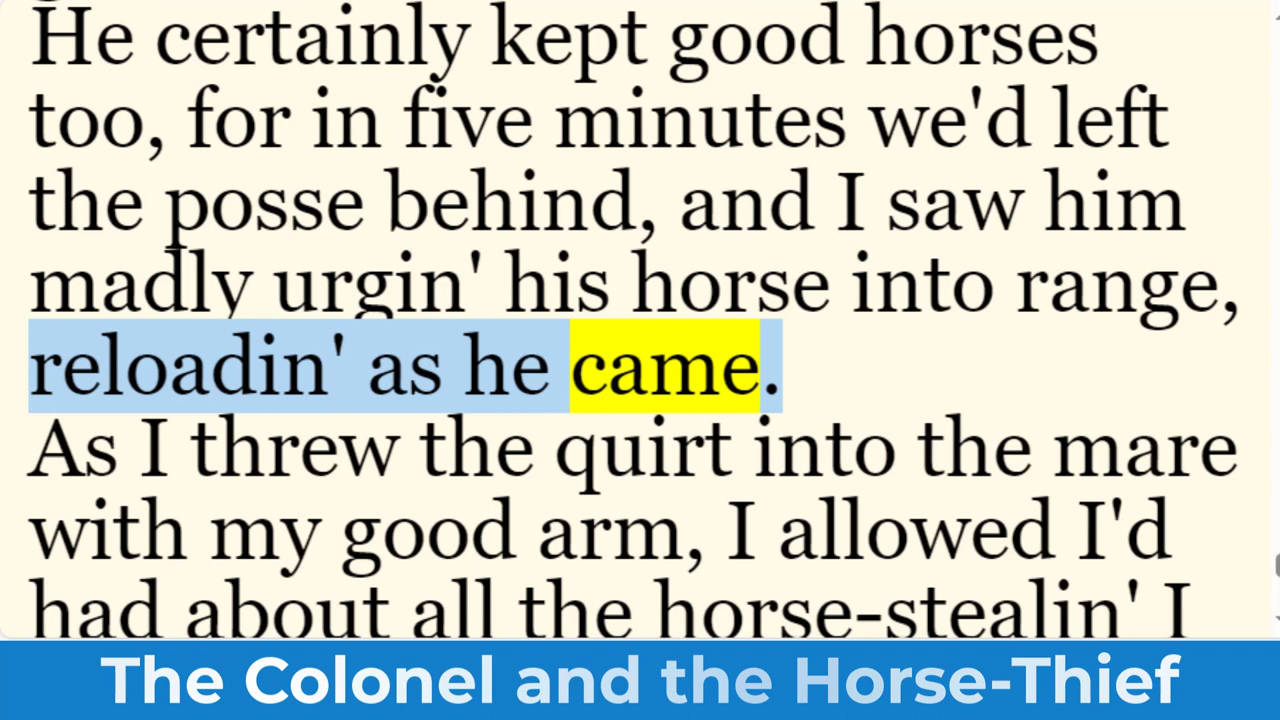 He certainly kept good horses
too, for in five minutes we'd left
the posse behind, and I saw him
madly urgin' his horse into range,
reloadin' as he came.
As I threw the quirt into the mare
with my good arm, I allowed I'd
had about all the horse-stealin' I
The Colonel and the Horse-Thief